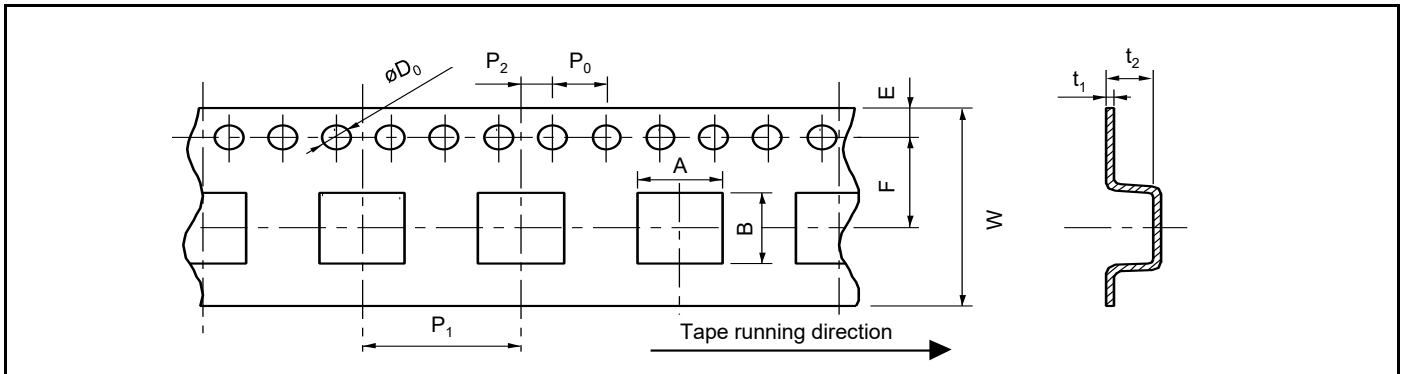 øD₀
P₂
P₀
E
t₁
t₂
A
B
F
W
P₁
Tape running direction